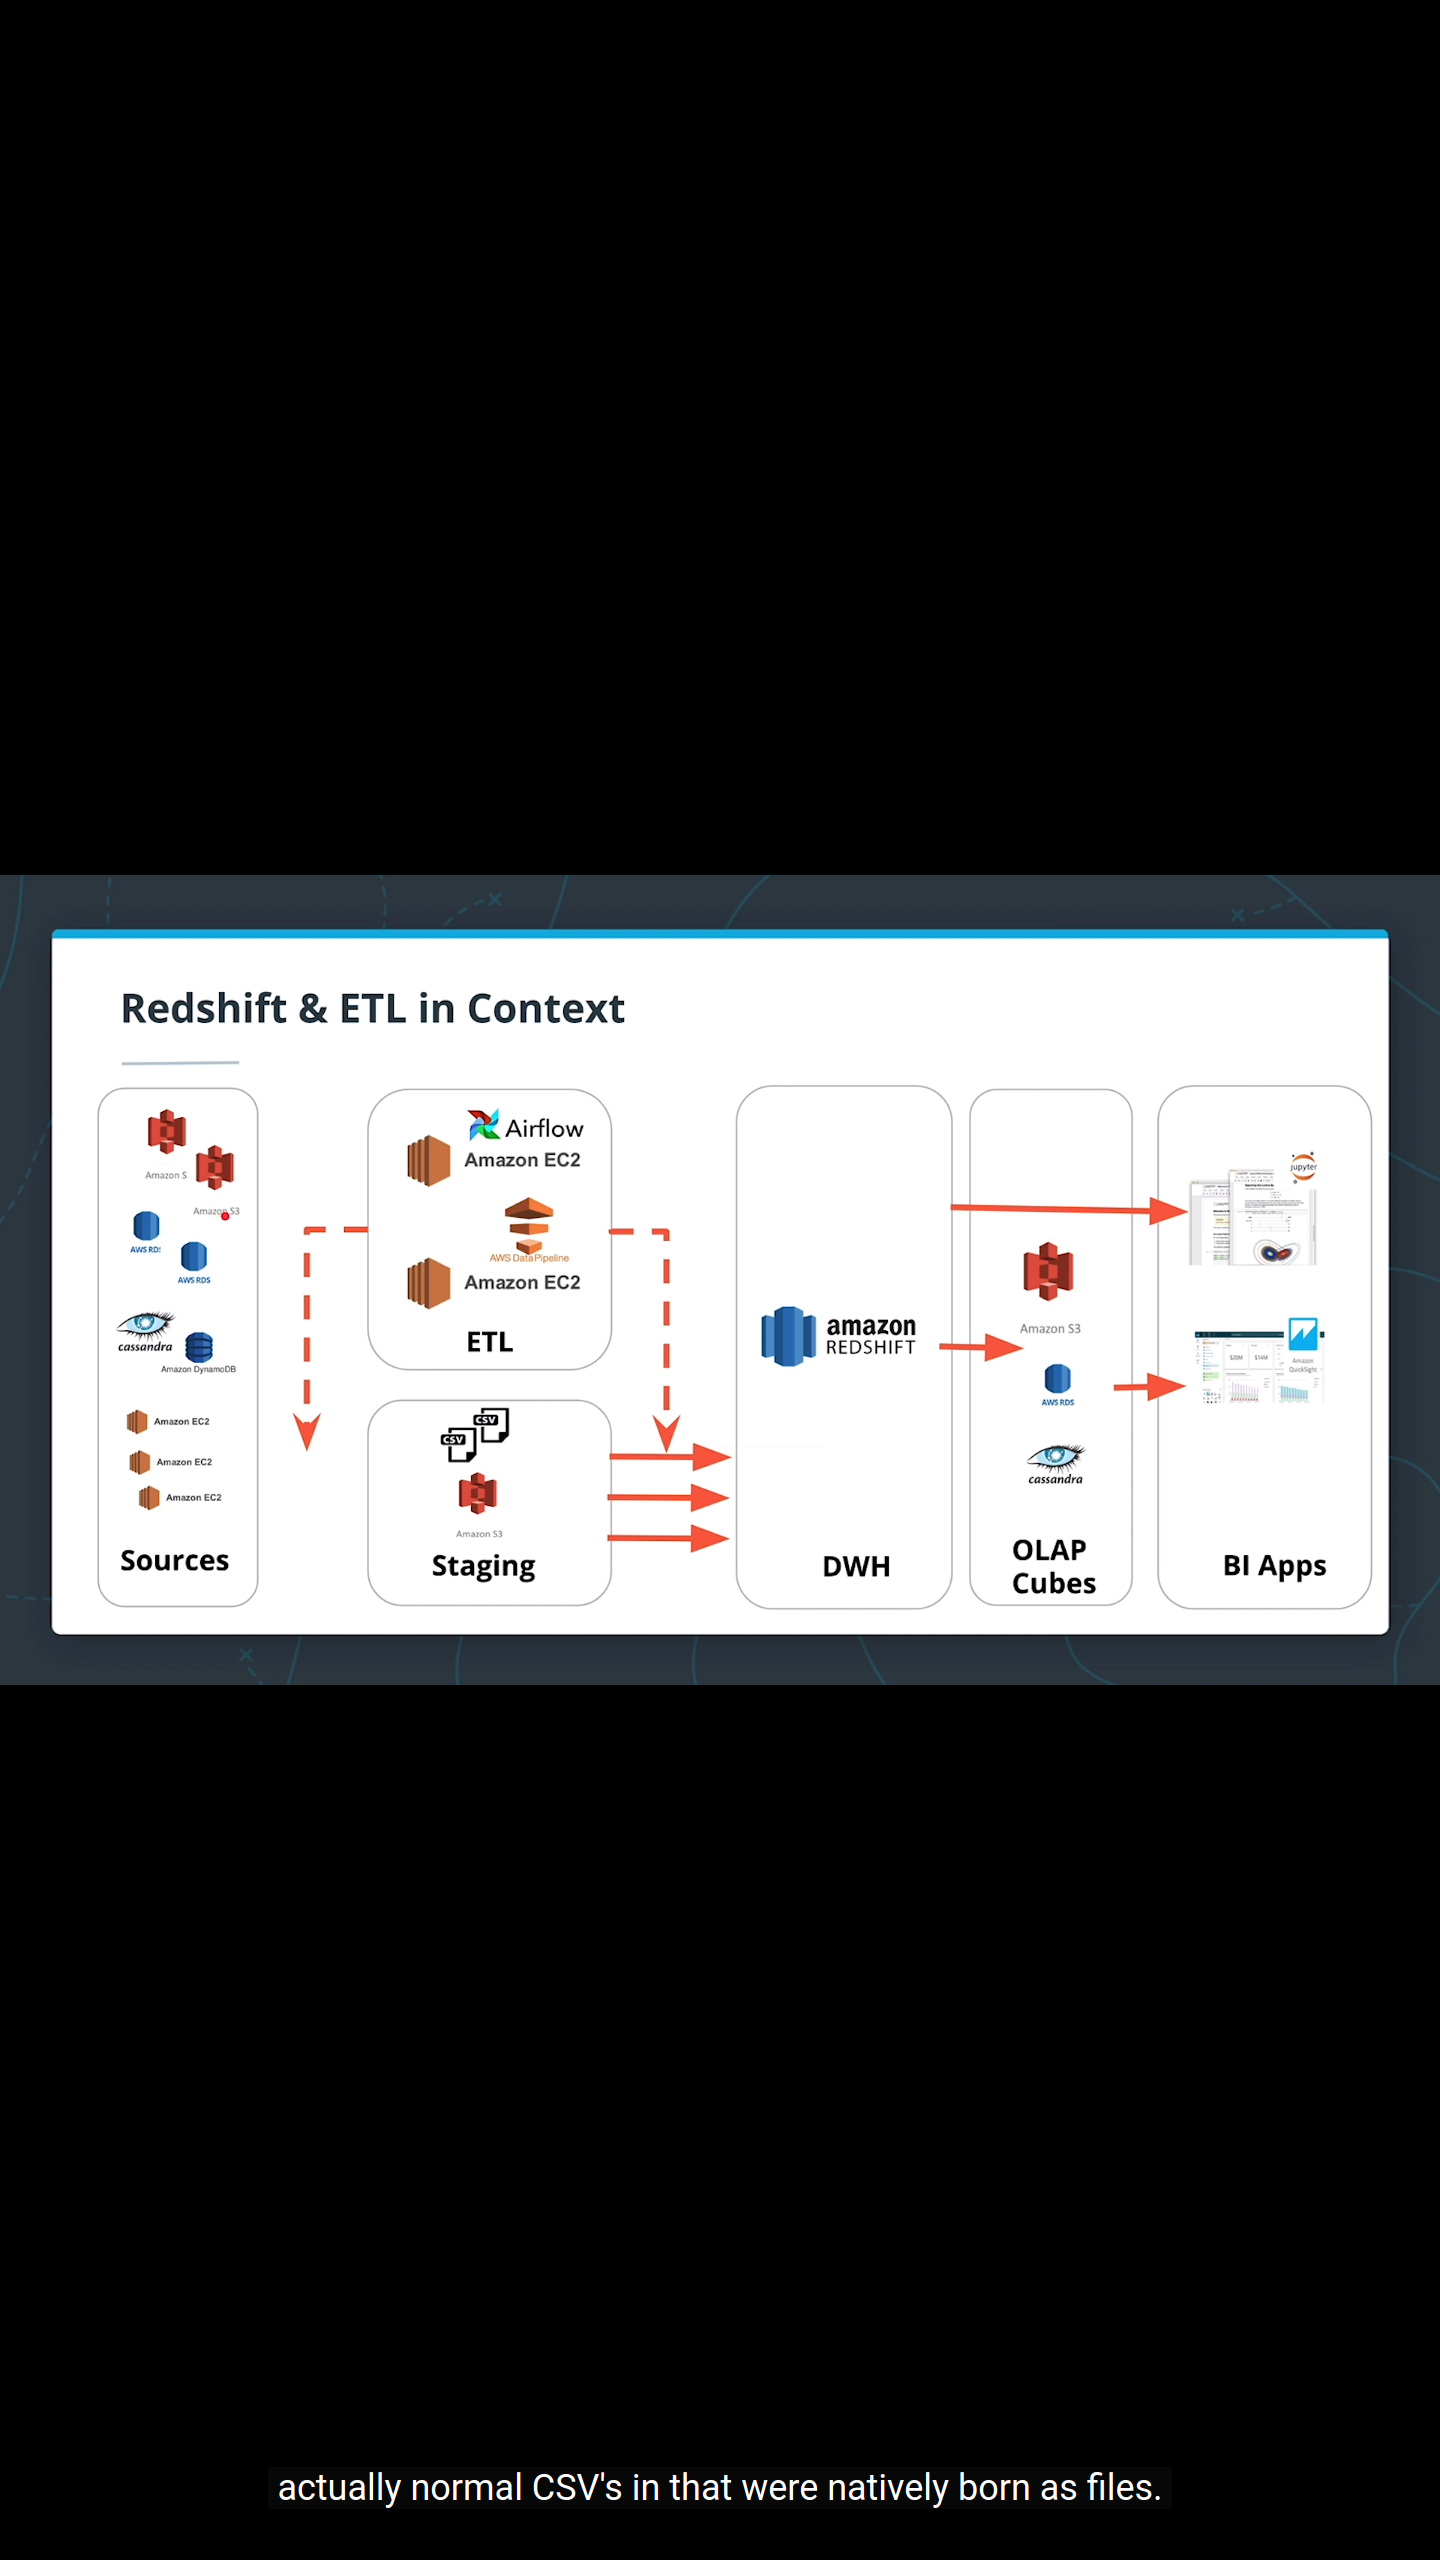 Redshift & ETL in Context
Amazon S
Amazon S3
AWS RDS
AWS RDS
cassandra
Amazon DynamoDB
Amazon EC2
Amazon EC2
Amazon EC2
Sources
Airflow
Amazon EC2
AWS Data Pipeline
Amazon EC2
ETL
CSV
CSV
Amazon S3
Staging
amazon
REDSHIFT
DWH
Amazon S3
AWS RDS
cassandra
OLAP
Cubes
jupyter
$20M
$14M
Amazon
QuickSight
BI Apps
actually normal CSV's in that were natively born as files.